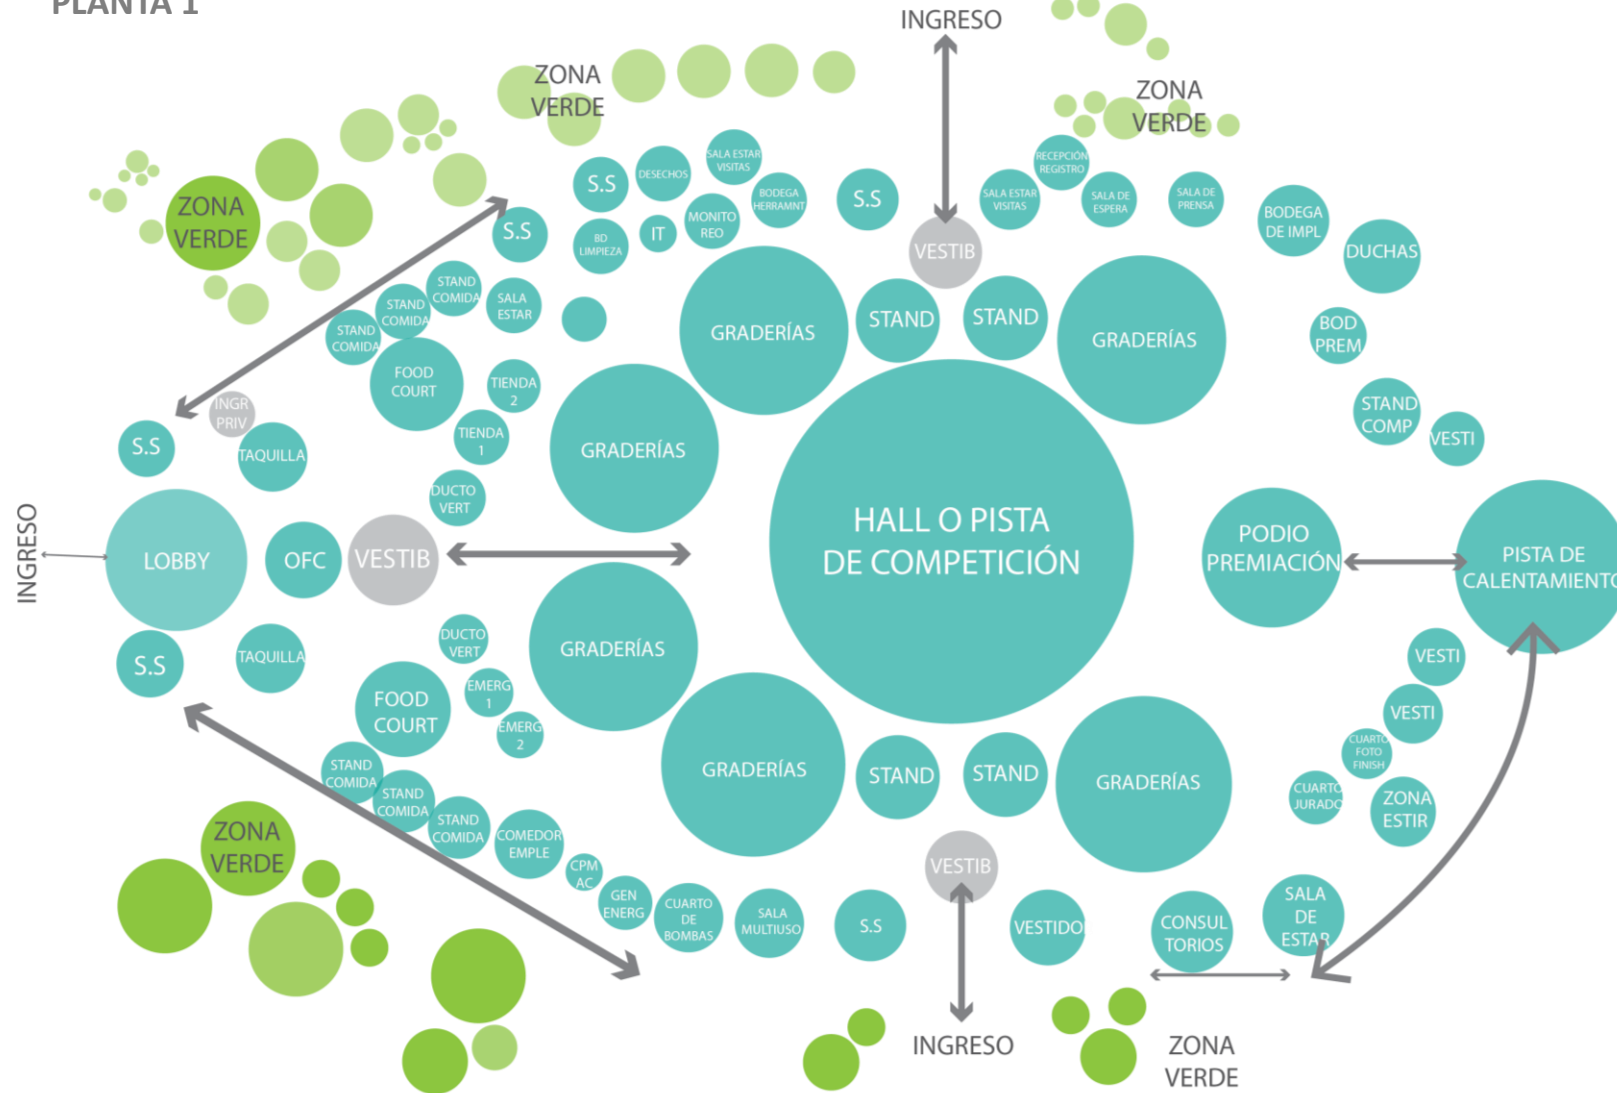 PLANTA 1
INGRESO
ZONA
VERDE
ZONA
VERDE
ZONA
VERDE
S.S
DESECHOS
SALA ESTAR
VISITAS
BODEGA
HERRAMNT
S.S
SALA ESTAR
VISITAS
RECEPCIÓN
REGISTRO
SALA DE
ESPERA
SALA DE
PRENSA
BODEGA
DE IMPL
DUCHAS
S.S
BD
LIMPIEZA
IT
MONITO
REO
VESTIB
STAND
COMIDA
STAND
COMIDA
STAND
COMIDA
SALA
ESTAR
GRADERÍAS
STAND
STAND
GRADERÍAS
BOD
PREM
FOOD
COURT
TIENDA
2
TIENDA
1
INGR
PRIV
S.S
TAQUILLA
GRADERÍAS
STAND
COMP
VESTI
DUCTO
VERT
INGRESO
LOBBY
OFC
VESTIB
HALL O PISTA
DE COMPETICIÓN
PODIO
PREMIACIÓN
PISTA DE
CALENTAMIENTO
S.S
TAQUILLA
DUCTO
VERT
GRADERÍAS
VESTI
FOOD
COURT
EMERG
1
EMERG
2
VESTI
CUARTO
FOTO
FINISH
STAND
COMIDA
STAND
COMIDA
STAND
COMIDA
GRADERÍAS
STAND
STAND
GRADERÍAS
CUARTO
JURADO
ZONA
ESTIR
ZONA
VERDE
COMEDOR
EMPLE
CPM
AC
GEN
ENERG
CUARTO
DE
BOMBAS
SALA
MULTIUSO
S.S
VESTIB
VESTIDO
CONSUL
TORIOS
SALA
DE
ESTAR
INGRESO
ZONA
VERDE